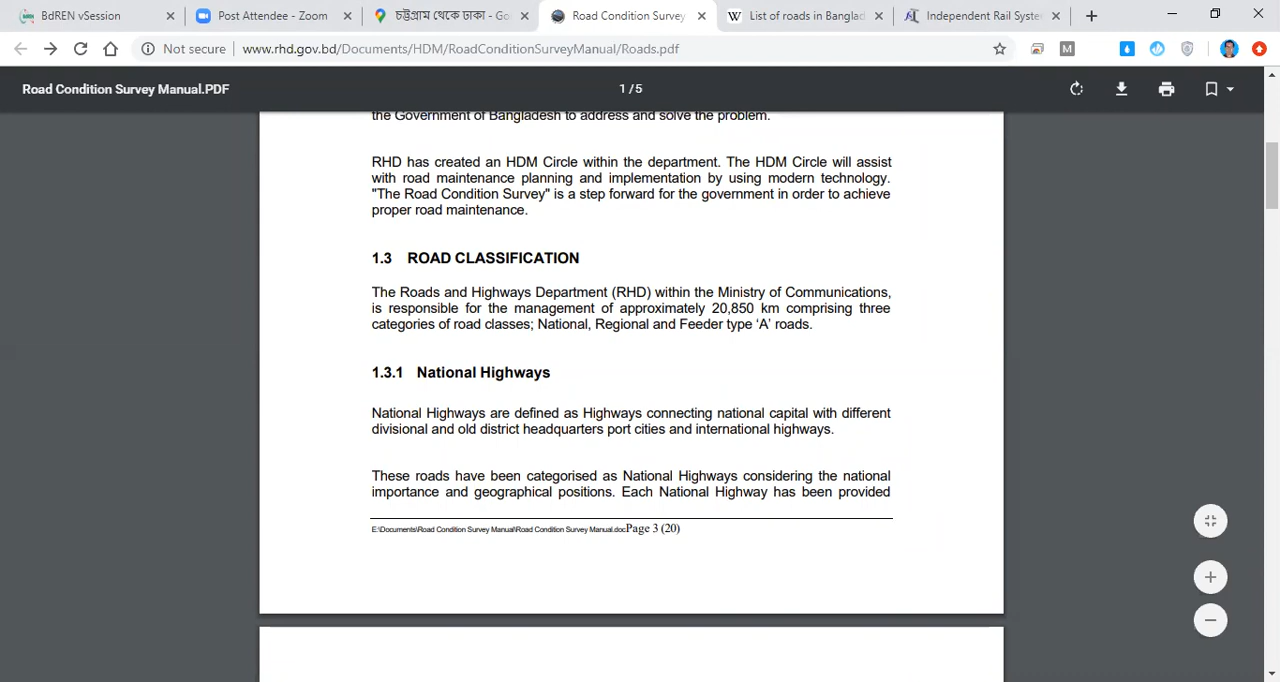 BdREN vSession
Post Attendee - Zoom
চট্টগ্রাম থেকে ঢাকা - Go
Road Condition Survey
List of roads in Banglad
Independent Rail Syste
Not secure
www.rhd.gov.bd/Documents/HDM/RoadConditionSurveyManual/Roads.pdf
M
Road Condition Survey Manual.PDF
1 / 5
the Government of Bangladesh to address and solve the problem.
RHD has created an HDM Circle within the department. The HDM Circle will assist
with road maintenance planning and implementation by using modern technology.
"The Road Condition Survey" is a step forward for the government in order to achieve
proper road maintenance.
1.3 ROAD CLASSIFICATION
The Roads and Highways Department (RHD) within the Ministry of Communications,
is responsible for the management of approximately 20,850 km comprising three
categories of road classes; National, Regional and Feeder type ‘A’ roads.
1.3.1 National Highways
National Highways are defined as Highways connecting national capital with different
divisional and old district headquarters port cities and international highways.
These roads have been categorised as National Highways considering the national
importance and geographical positions. Each National Highway has been provided
E:\Documents\Road Condition Survey Manual\Road Condition Survey Manual.docPage 3 (20)